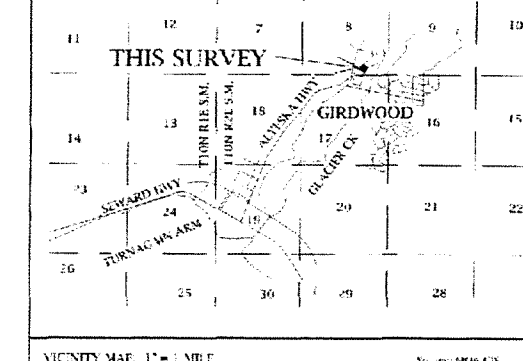 11 12 7 8 9 10
THIS SURVEY
T10N R1E S.M.
T10N R2E S.M.
ALYESKA HWY
GIRDWOOD
14 13 18 17 16 15
GLACIER CK
23 24 19 20 21 22
SEWARD HWY
TURNAGAIN ARM
26 25 30 29 28
VICINITY MAP 1" = 1 MILE